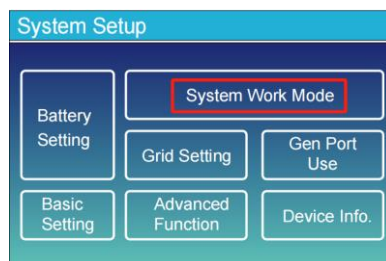 System Setup
Battery
Setting
System Work Mode
Grid Setting
Gen Port
Use
Basic
Setting
Advanced
Function
Device Info.